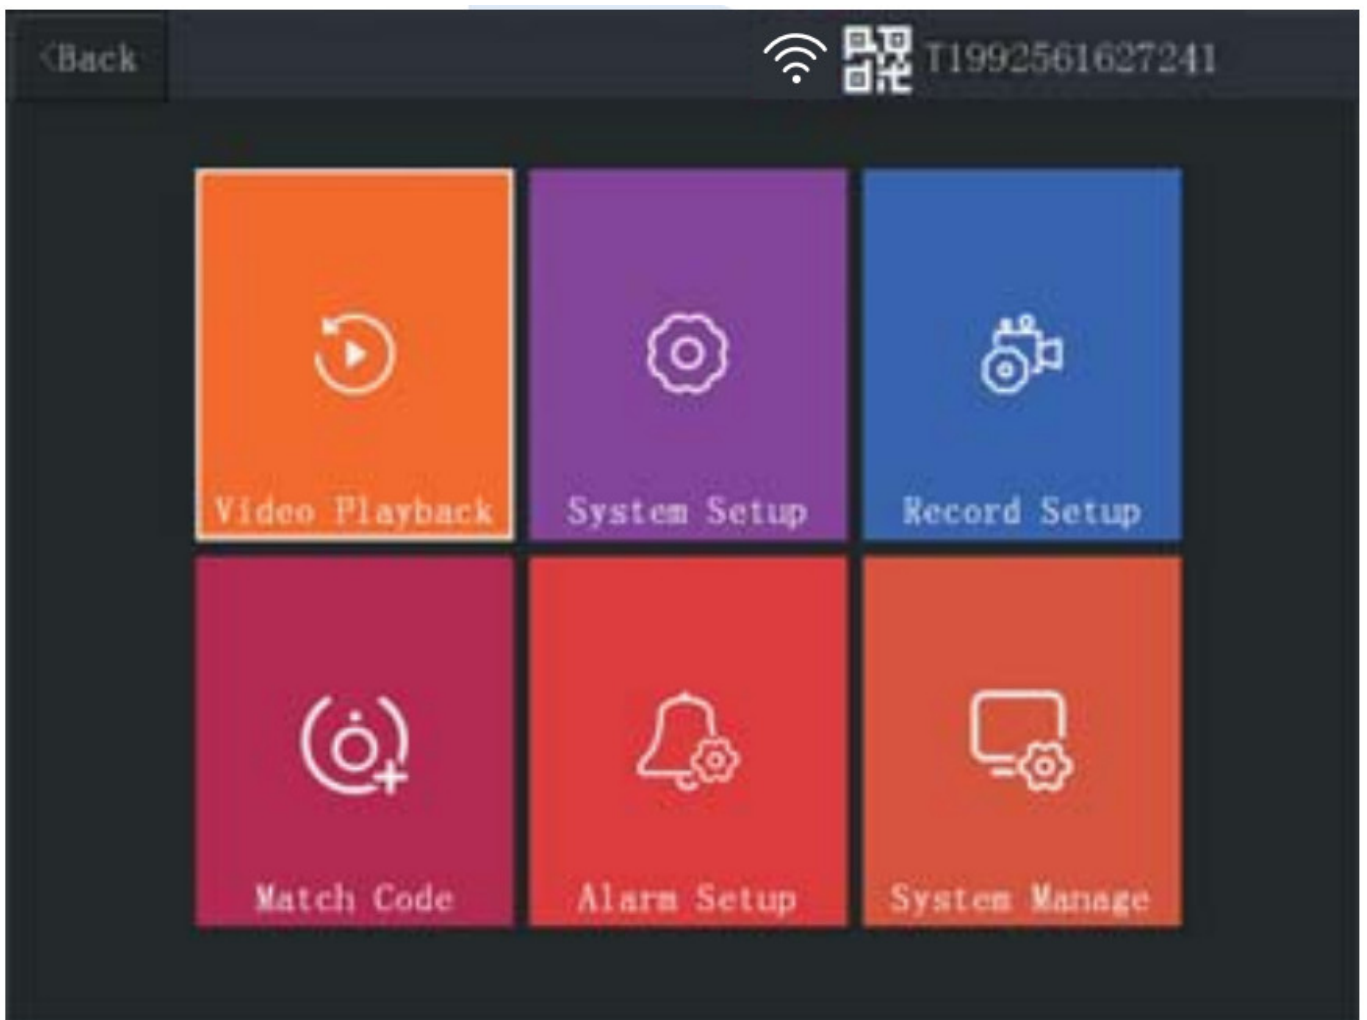 <Back
T1992561627241
Video Playback
System Setup
Record Setup
Match Code
Alarm Setup
System Manage